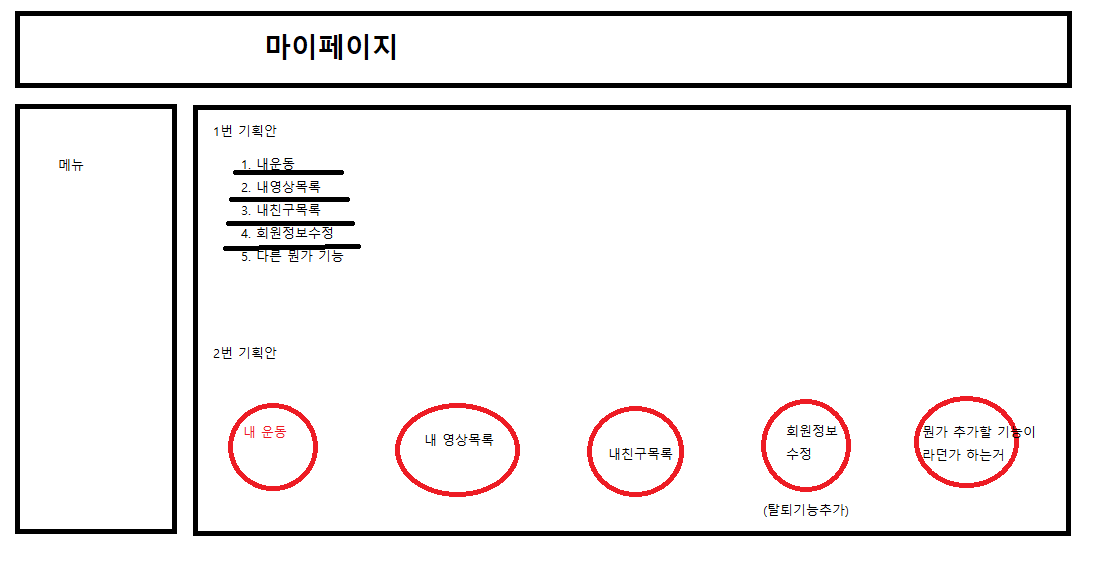 마이페이지
메뉴
1번 기획안
1. 내운동
2. 내영상목록
3. 내친구목록
4. 회원정보수정
5. 다른 뭔가 기능
2번 기획안
내 운동
내 영상목록
내친구목록
회원정보
수정
(탈퇴기능추가)
뭔가 추가할 기능이
라던가 하는거